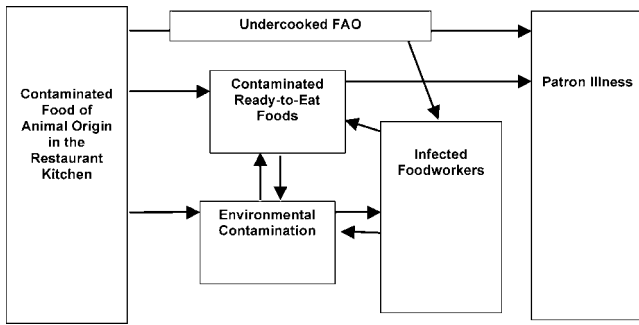 Undercooked FAO
Contaminated
Food of
Animal Origin
in the
Restaurant
Kitchen
Contaminated
Ready-to-Eat
Foods
Patron Illness
Infected
Foodworkers
Environmental
Contamination